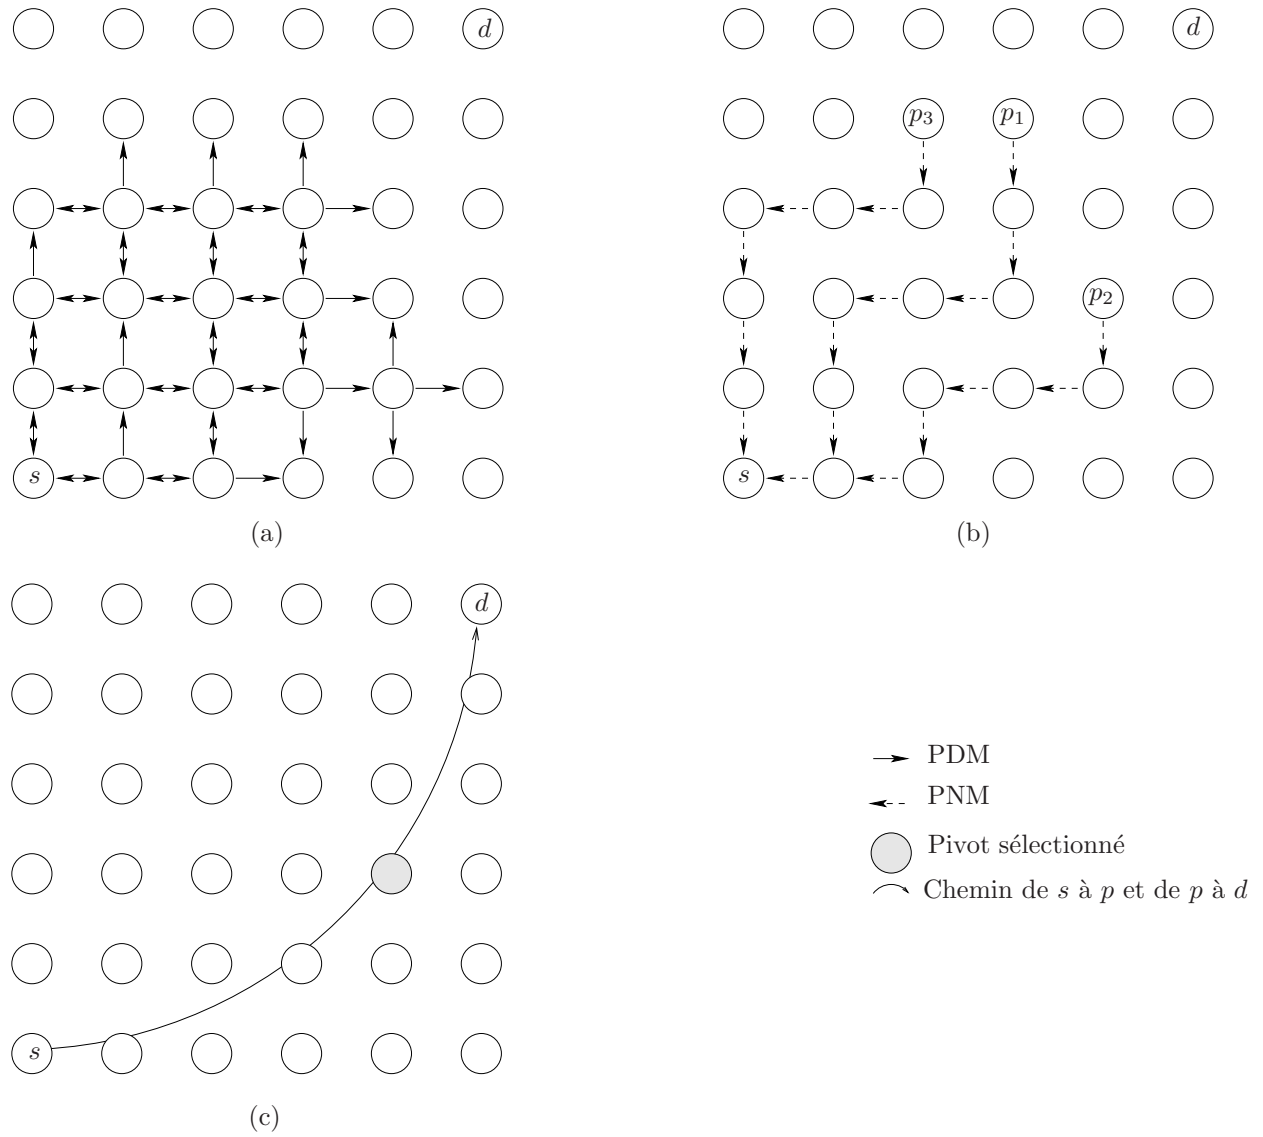 d
d
p₃ p₁
p₂
s
s
(a)
(b)
d
PDM
PNM
Pivot sélectionné
Chemin de s à p et de p à d
s
(c)